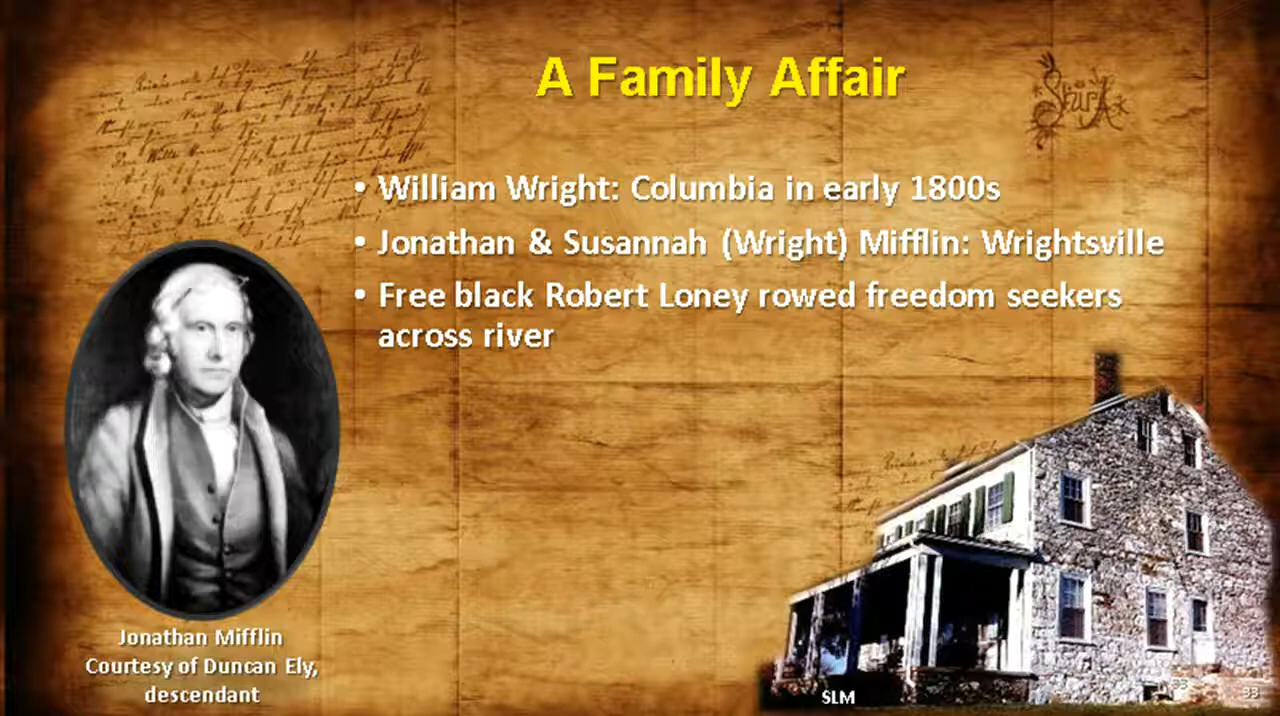 A Family Affair
• William Wright: Columbia in early 1800s
• Jonathan & Susannah (Wright) Mifflin: Wrightsville
• Free black Robert Loney rowed freedom seekers
across river
Jonathan Mifflin
Courtesy of Duncan Ely,
descendant
SLM
33